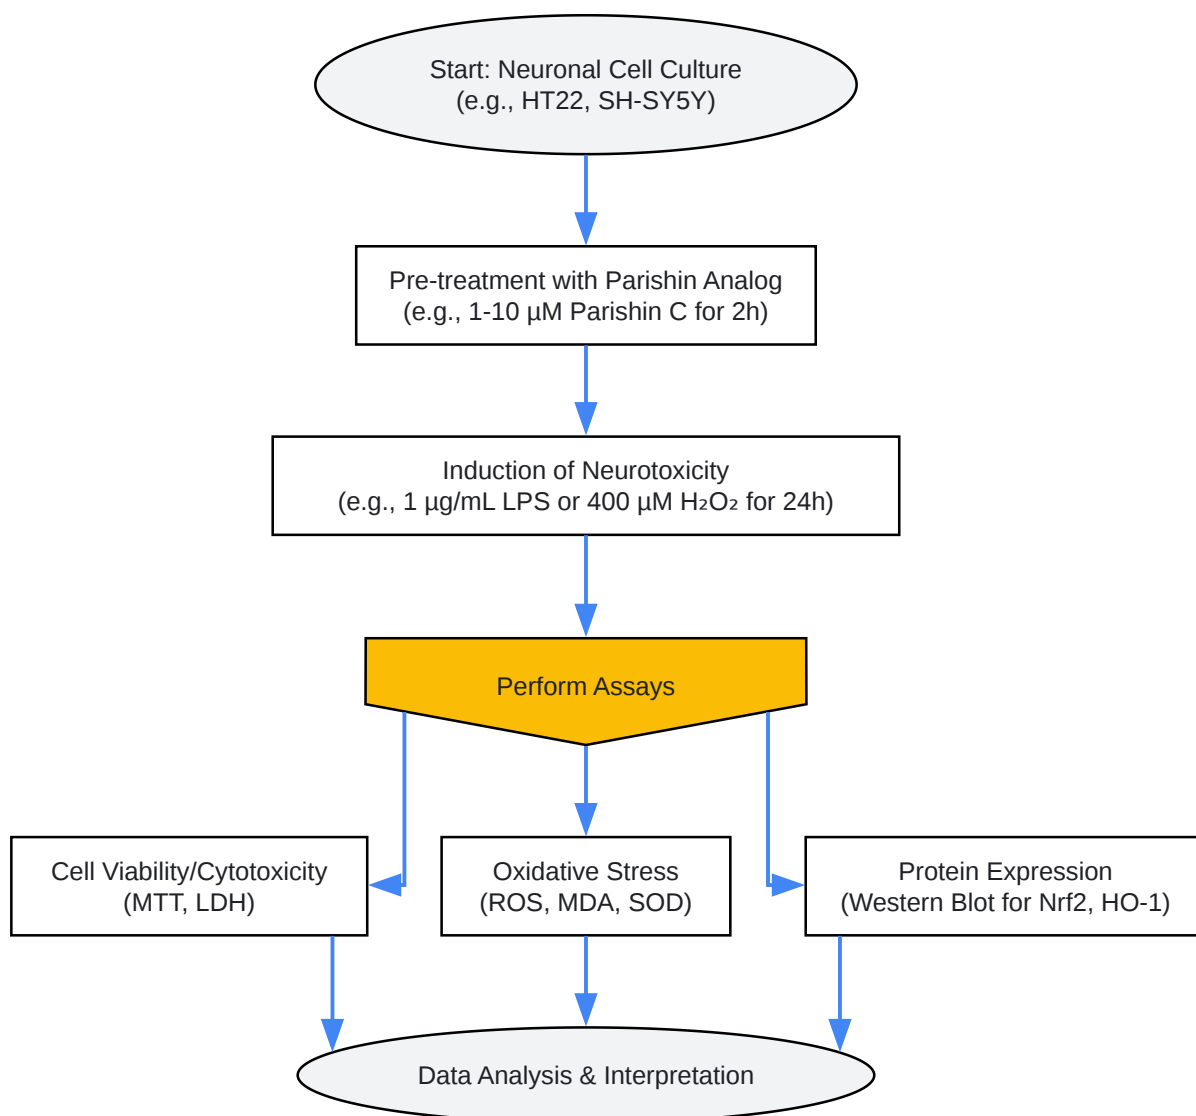 Start: Neuronal Cell Culture
(e.g., HT22, SH-SY5Y)
Pre-treatment with Parishin Analog
(e.g., 1-10 µM Parishin C for 2h)
Induction of Neurotoxicity
(e.g., 1 µg/mL LPS or 400 µM H₂O₂ for 24h)
Perform Assays
Cell Viability/Cytotoxicity
(MTT, LDH)
Oxidative Stress
(ROS, MDA, SOD)
Protein Expression
(Western Blot for Nrf2, HO-1)
Data Analysis & Interpretation